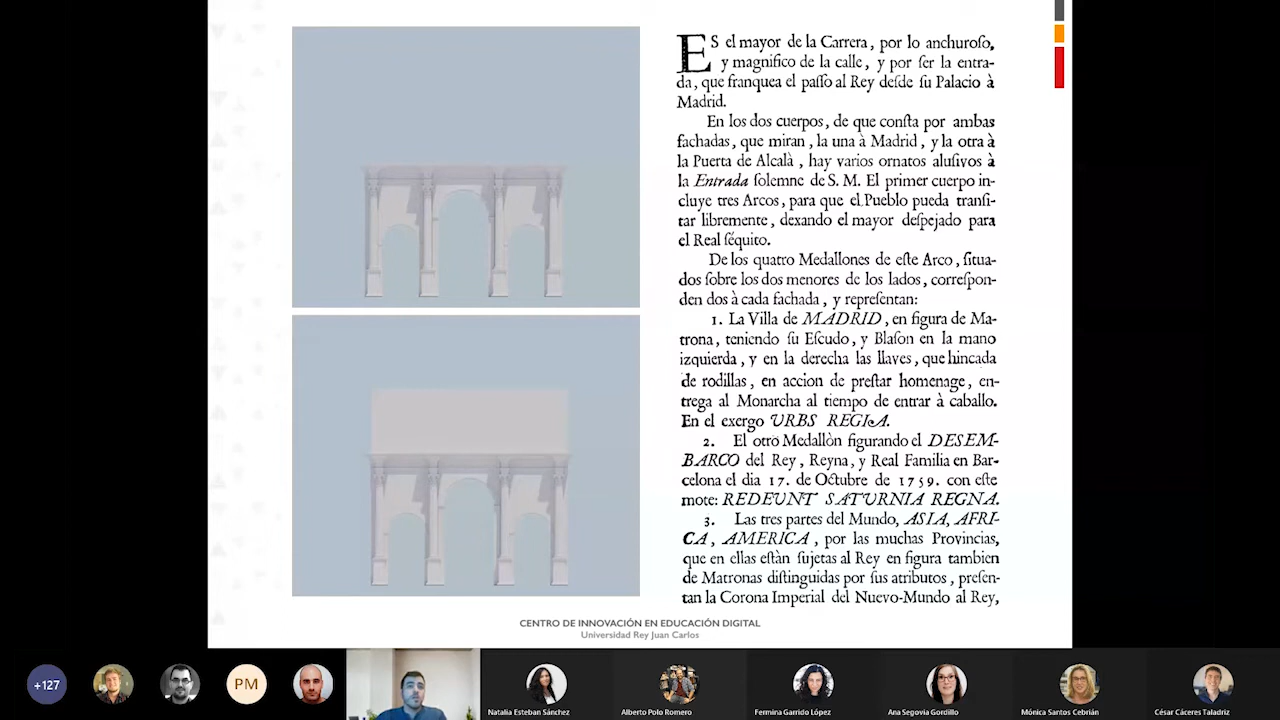 ES el mayor de la Carrera, por lo anchuroſo,
y magnifico de la calle, y por ſer la entra-
da, que franquea el paſſo al Rey deſde ſu Palacio à
Madrid.
En los dos cuerpos, de que conſta por ambas
fachadas, que miran, la una à Madrid, y la otra à
la Puerta de Alcalà, hay varios ornatos aluſivos à
la Entrada ſolemne de S. M. El primer cuerpo in-
cluye tres Arcos, para que el Pueblo pueda tranſi-
tar libremente, dexando el mayor deſpejado para
el Real ſéquito.
De los quatro Medallones de eſte Arco, ſitua-
dos ſobre los dos menores de los lados, correſpon-
den dos à cada fachada, y repreſentan:
1. La Villa de MADRID, en figura de Ma-
trona, teniendo ſu Eſcudo, y Blaſon en la mano
izquierda, y en la derecha las llaves, que hincada
de rodillas, en accion de preſtar homenage, en-
trega al Monarcha al tiempo de entrar à caballo.
En el exergo URBS REGIA.
2. El otro Medallòn figurando el DESEM-
BARCO del Rey, Reyna, y Real Familia en Bar-
celona el dia 17. de Octubre de 1759. con eſte
mote: REDEUNT SATURNIA REGNA.
3. Las tres partes del Mundo, ASIA, AFRI-
CA, AMERICA, por las muchas Provincias,
que en ellas eſtàn ſujetas al Rey en figura tambien
de Matronas diſtinguidas por ſus atributos, preſen-
tan la Corona Imperial del Nuevo-Mundo al Rey,
CENTRO DE INNOVACIÓN EN EDUCACIÓN DIGITAL
Universidad Rey Juan Carlos
+127
PM
Natalia Esteban Sánchez
Alberto Polo Romero
Fermina Garrido López
Ana Segovia Gordillo
Mónica Santos Cebrián
César Cáceres Taladriz